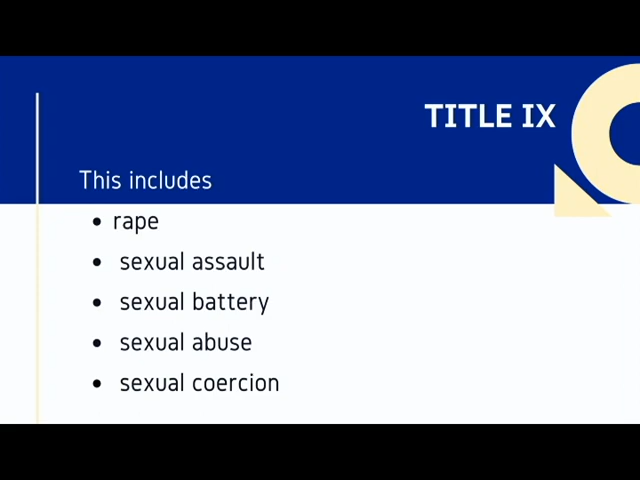 TITLE IX
This includes
• rape
• sexual assault
• sexual battery
• sexual abuse
• sexual coercion